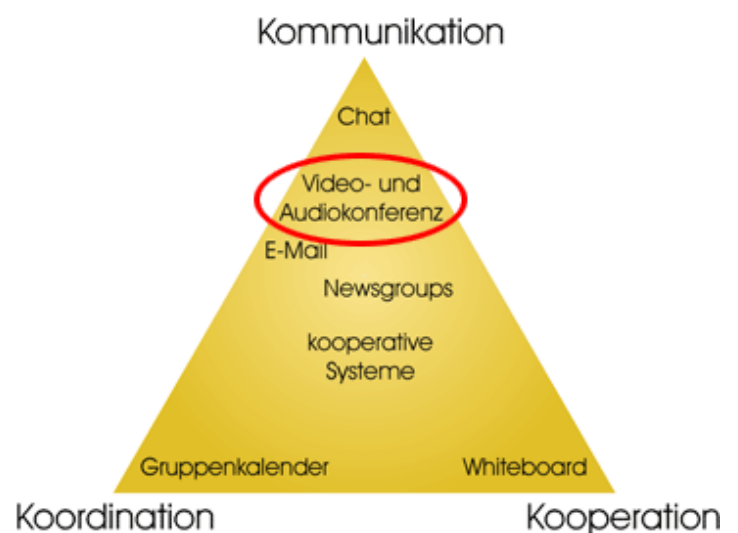 Kommunikation
Chat
Video- und
Audiokonferenz
E-Mail
Newsgroups
kooperative
Systeme
Gruppenkalender
Whiteboard
Koordination
Kooperation